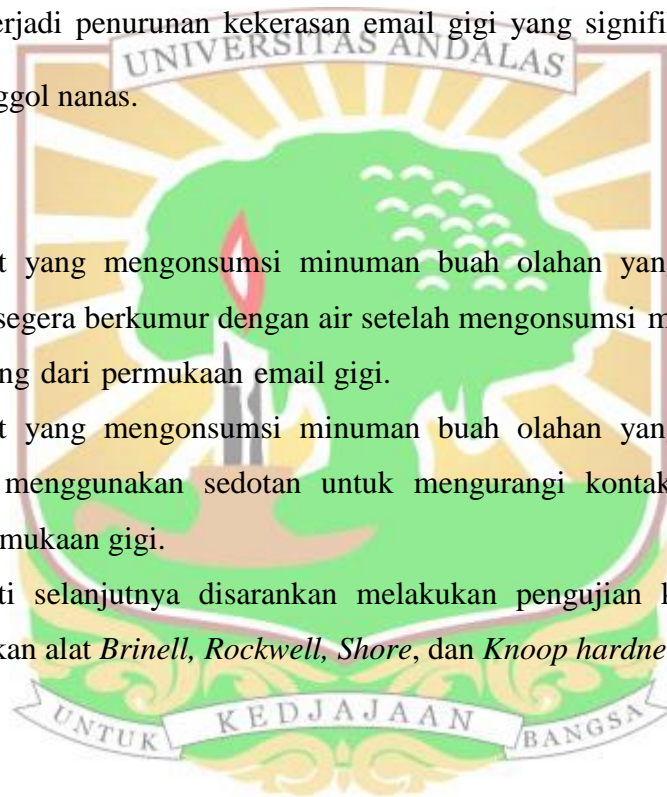 erjadi penurunan kekerasan email gigi yang signifi
UNIVERSITAS ANDALAS
ggol nanas.
t yang mengonsumsi minuman buah olahan yan
segera berkumur dengan air setelah mengonsumsi m
ng dari permukaan email gigi.
t yang mengonsumsi minuman buah olahan yan
menggunakan sedotan untuk mengurangi kontak
mukaan gigi.
ti selanjutnya disarankan melakukan pengujian k
kan alat Brinell, Rockwell, Shore, dan Knoop hardne
UNTUK KEDJAJAAN BANGSA